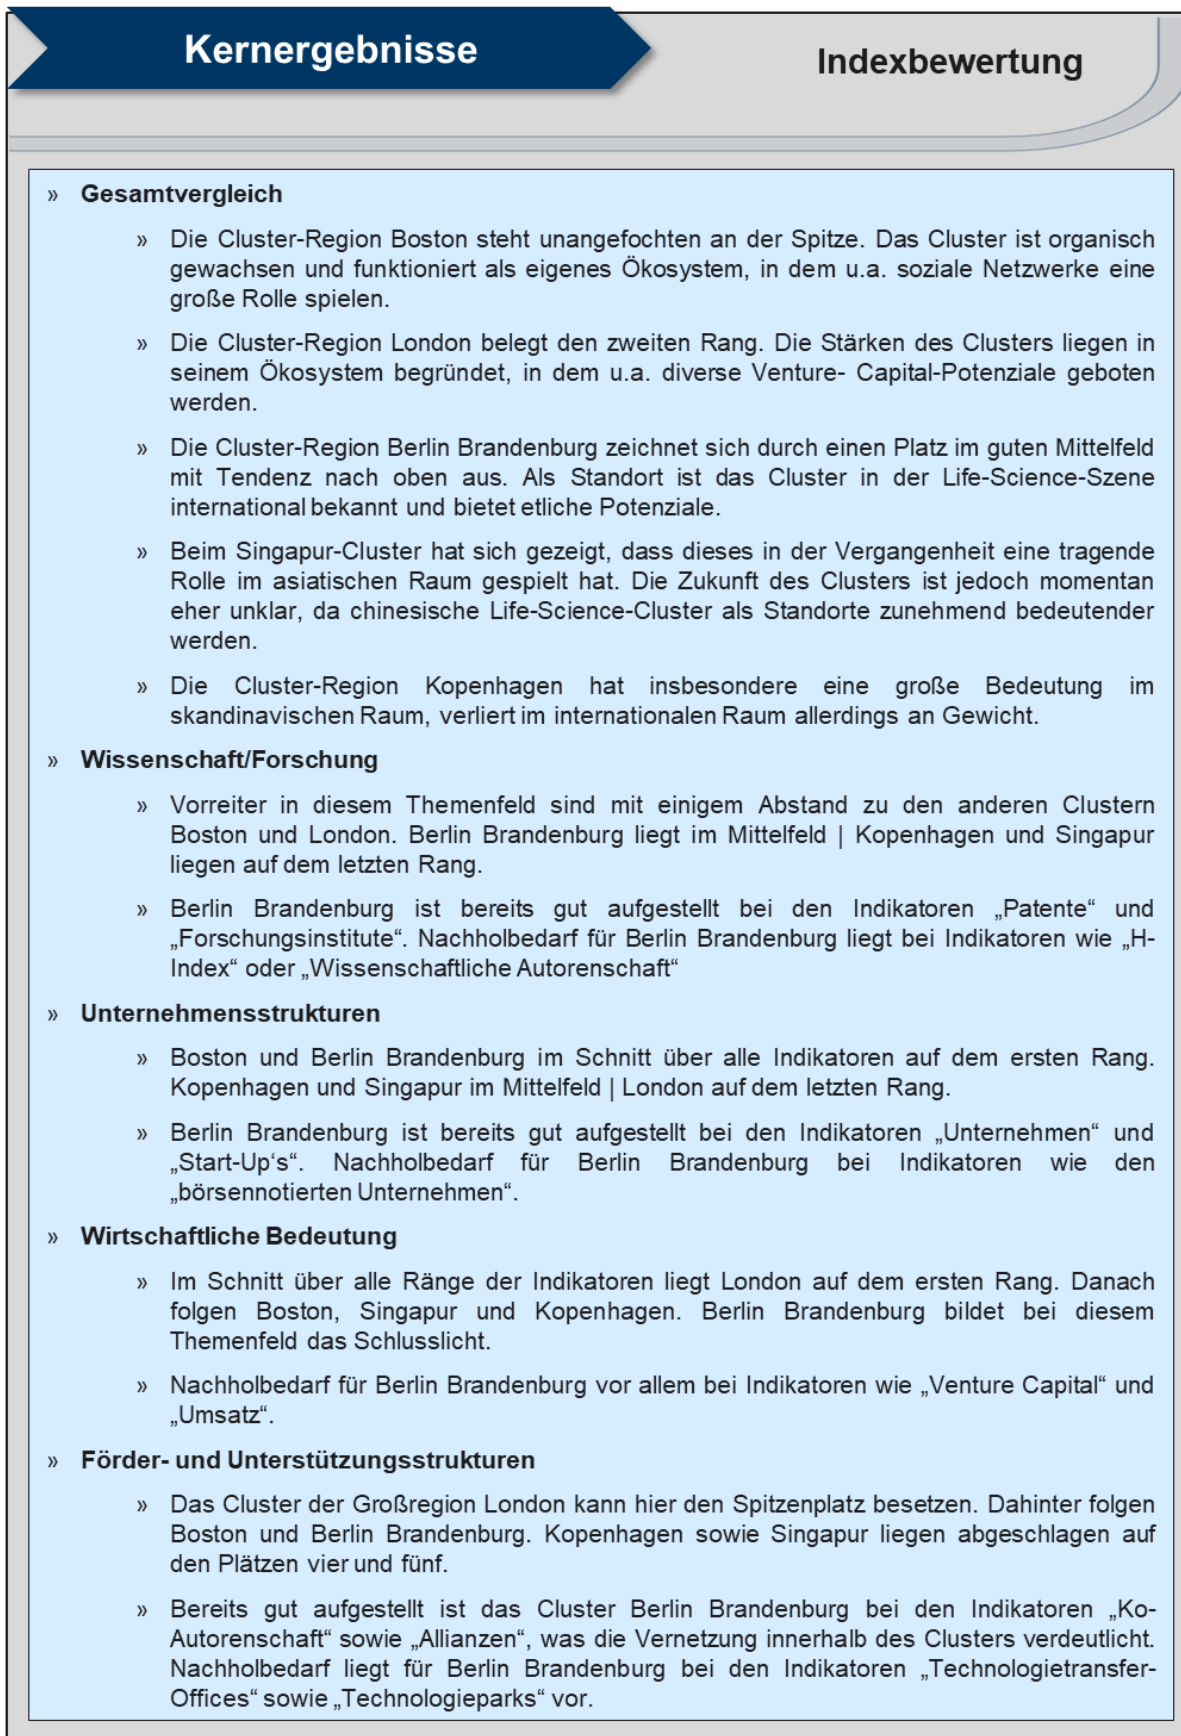 Kernergebnisse
Indexbewertung
» Gesamtvergleich
» Die Cluster-Region Boston steht unangefochten an der Spitze. Das Cluster ist organisch
gewachsen und funktioniert als eigenes Ökosystem, in dem u.a. soziale Netzwerke eine
große Rolle spielen.
» Die Cluster-Region London belegt den zweiten Rang. Die Stärken des Clusters liegen in
seinem Ökosystem begründet, in dem u.a. diverse Venture- Capital-Potenziale geboten
werden.
» Die Cluster-Region Berlin Brandenburg zeichnet sich durch einen Platz im guten Mittelfeld
mit Tendenz nach oben aus. Als Standort ist das Cluster in der Life-Science-Szene
international bekannt und bietet etliche Potenziale.
» Beim Singapur-Cluster hat sich gezeigt, dass dieses in der Vergangenheit eine tragende
Rolle im asiatischen Raum gespielt hat. Die Zukunft des Clusters ist jedoch momentan
eher unklar, da chinesische Life-Science-Cluster als Standorte zunehmend bedeutender
werden.
» Die Cluster-Region Kopenhagen hat insbesondere eine große Bedeutung im
skandinavischen Raum, verliert im internationalen Raum allerdings an Gewicht.
» Wissenschaft/Forschung
» Vorreiter in diesem Themenfeld sind mit einigem Abstand zu den anderen Clustern
Boston und London. Berlin Brandenburg liegt im Mittelfeld | Kopenhagen und Singapur
liegen auf dem letzten Rang.
» Berlin Brandenburg ist bereits gut aufgestellt bei den Indikatoren „Patente“ und
„Forschungsinstitute“. Nachholbedarf für Berlin Brandenburg liegt bei Indikatoren wie „H-
Index“ oder „Wissenschaftliche Autorenschaft“
» Unternehmensstrukturen
» Boston und Berlin Brandenburg im Schnitt über alle Indikatoren auf dem ersten Rang.
Kopenhagen und Singapur im Mittelfeld | London auf dem letzten Rang.
» Berlin Brandenburg ist bereits gut aufgestellt bei den Indikatoren „Unternehmen“ und
„Start-Up‘s“. Nachholbedarf für Berlin Brandenburg bei Indikatoren wie den
„börsennotierten Unternehmen“.
» Wirtschaftliche Bedeutung
» Im Schnitt über alle Ränge der Indikatoren liegt London auf dem ersten Rang. Danach
folgen Boston, Singapur und Kopenhagen. Berlin Brandenburg bildet bei diesem
Themenfeld das Schlusslicht.
» Nachholbedarf für Berlin Brandenburg vor allem bei Indikatoren wie „Venture Capital“ und
„Umsatz“.
» Förder- und Unterstützungsstrukturen
» Das Cluster der Großregion London kann hier den Spitzenplatz besetzen. Dahinter folgen
Boston und Berlin Brandenburg. Kopenhagen sowie Singapur liegen abgeschlagen auf
den Plätzen vier und fünf.
» Bereits gut aufgestellt ist das Cluster Berlin Brandenburg bei den Indikatoren „Ko-
Autorenschaft“ sowie „Allianzen“, was die Vernetzung innerhalb des Clusters verdeutlicht.
Nachholbedarf liegt für Berlin Brandenburg bei den Indikatoren „Technologietransfer-
Offices“ sowie „Technologieparks“ vor.